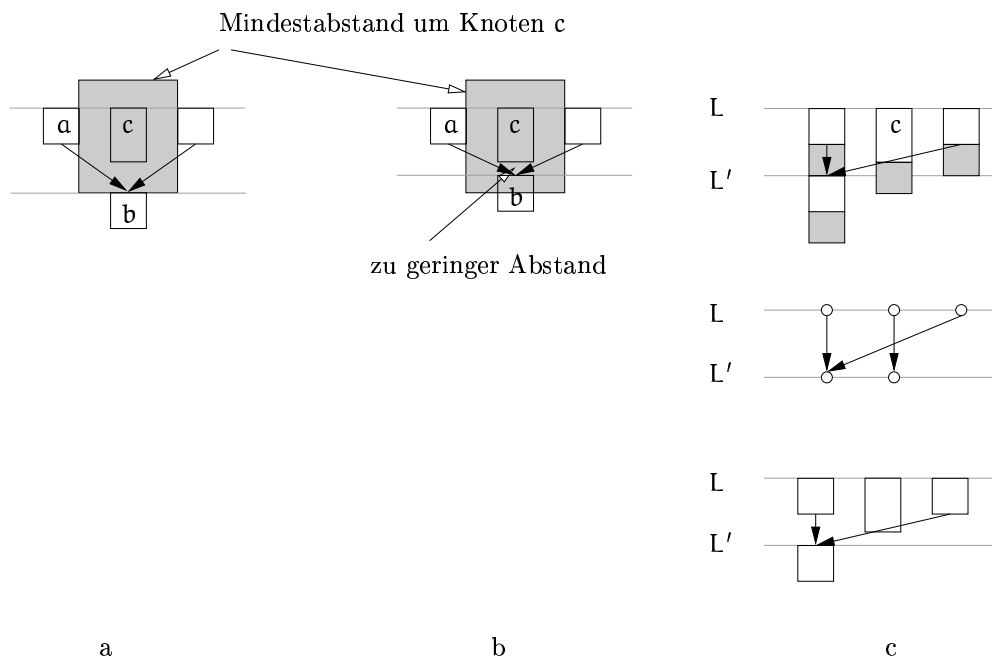 Mindestabstand um Knoten c
a
c
b
a
c
b
zu geringer Abstand
L
c
L′
L
L′
L
L′
a
b
c